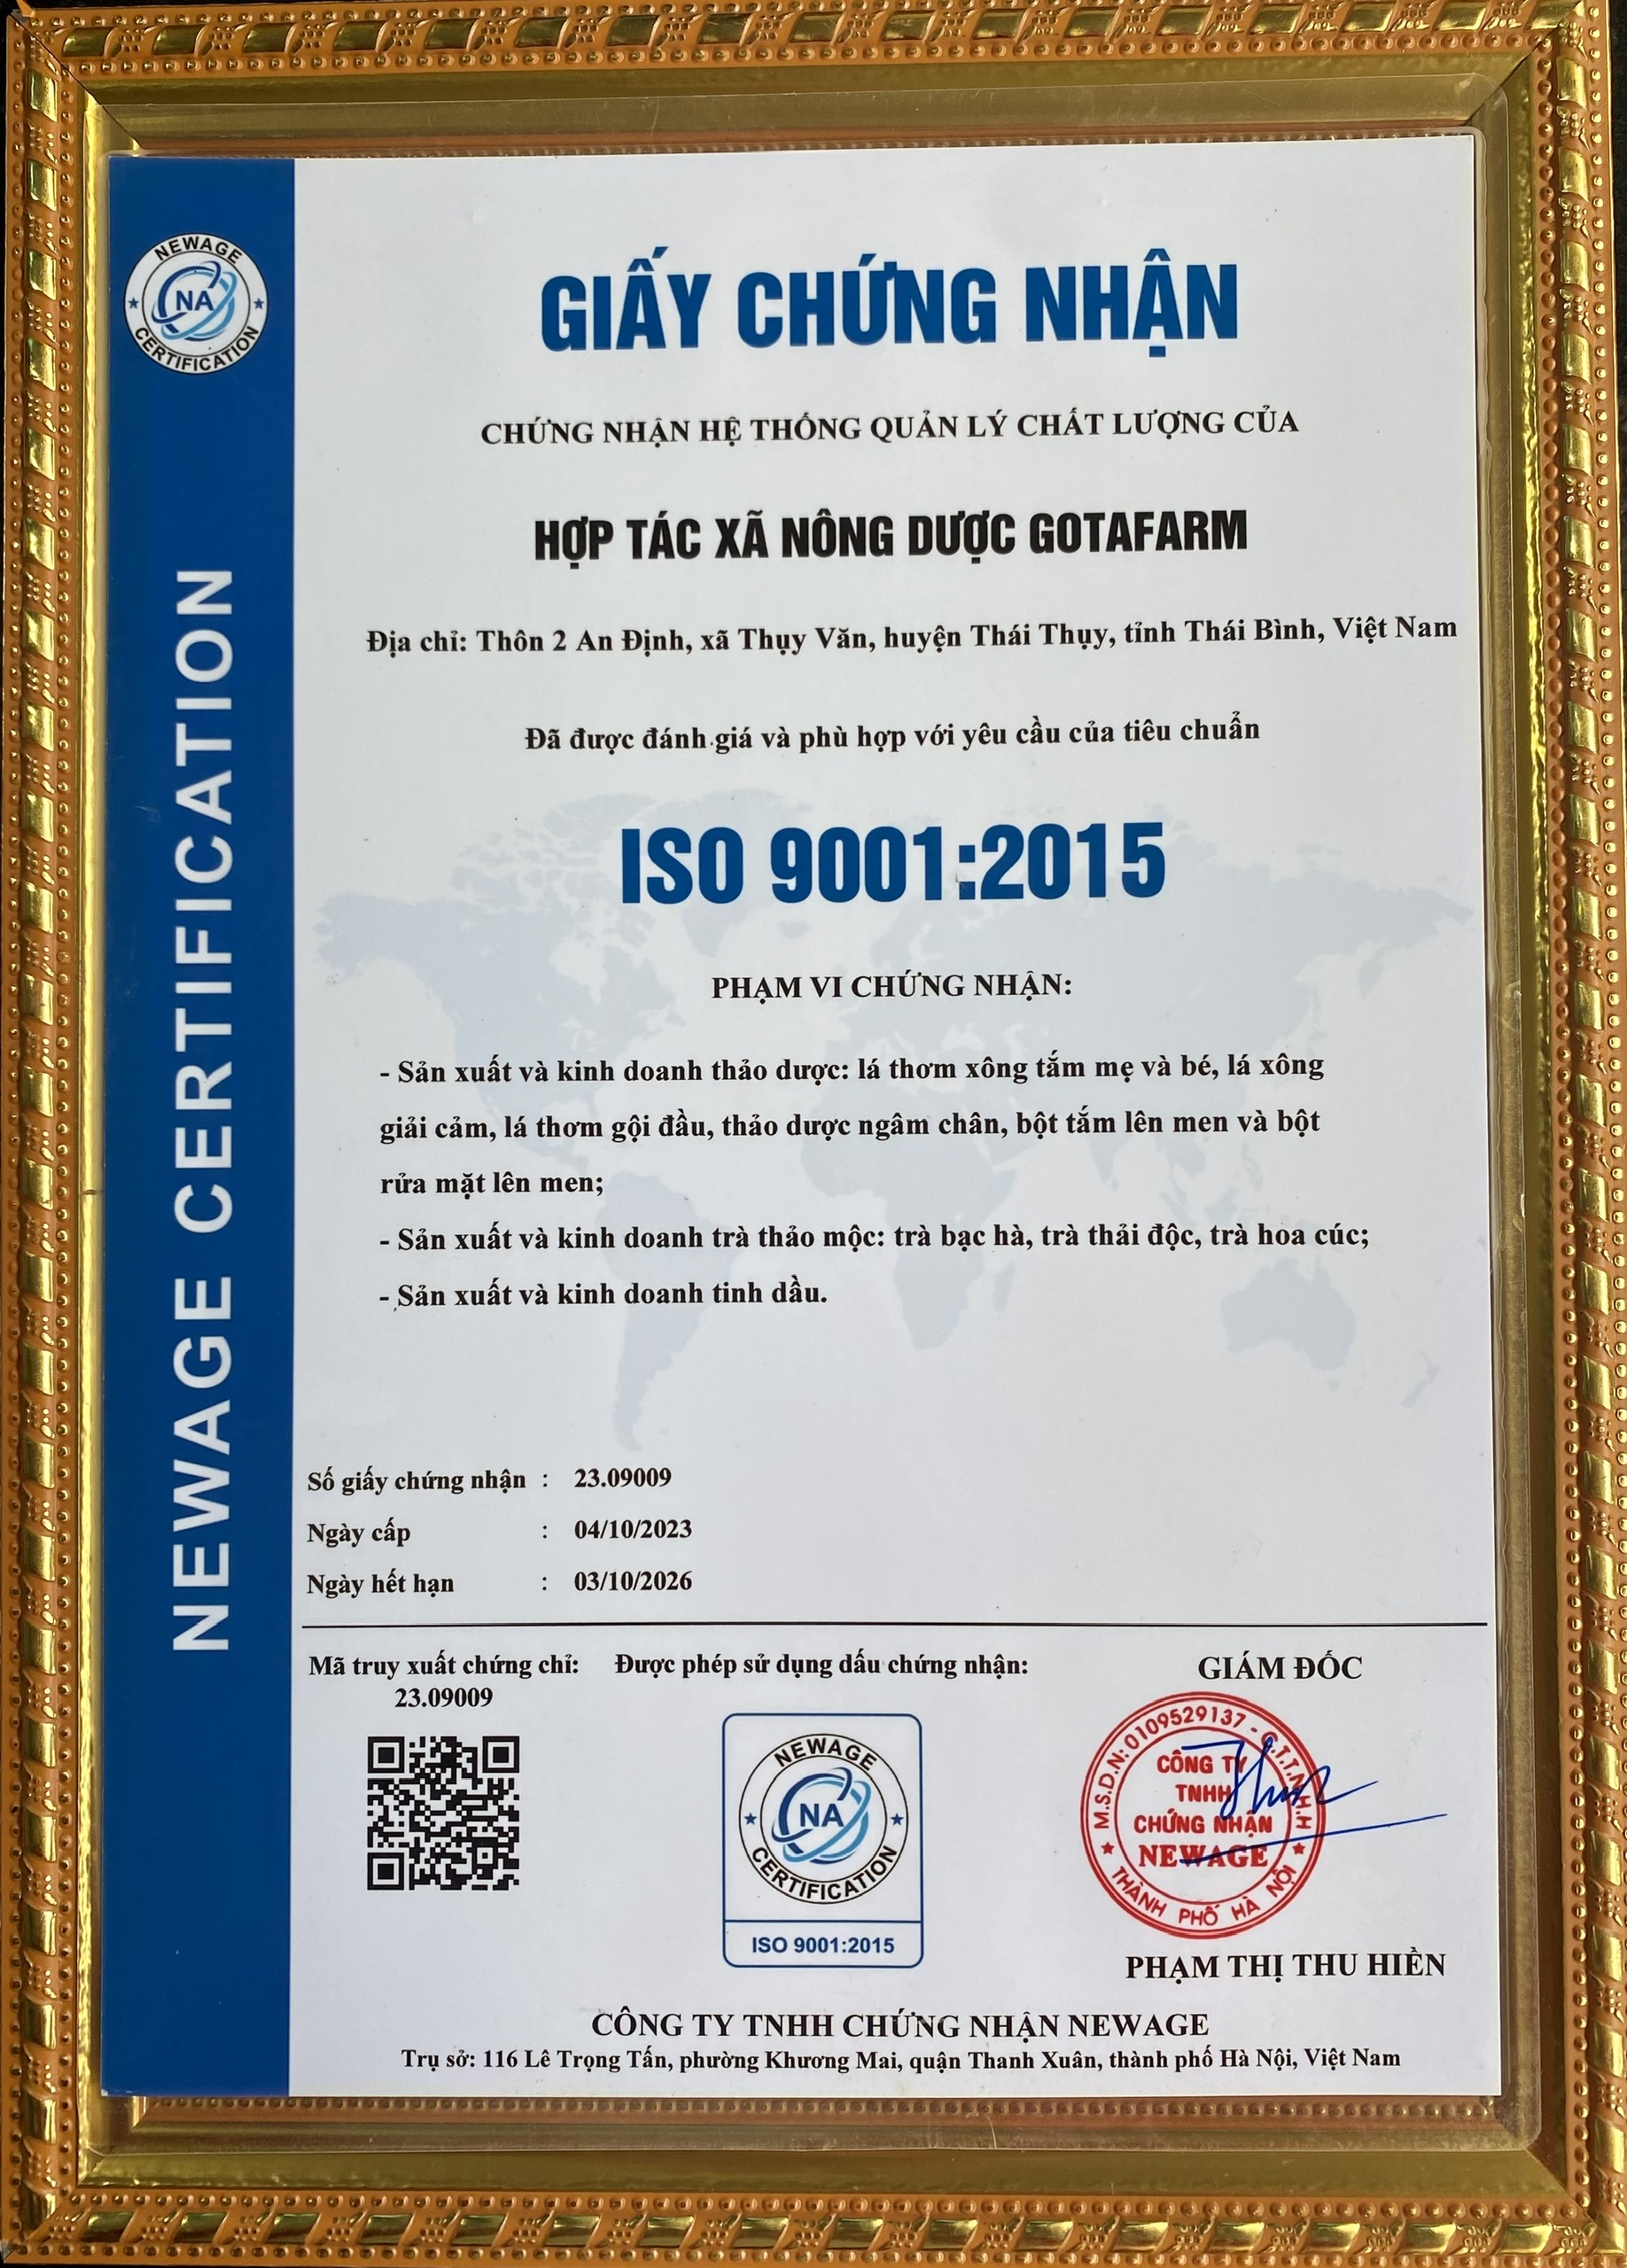 NEWAGE CERTIFICATION
NA
NEWAGE CERTIFICATION
GIẤY CHỨNG NHẬN
CHỨNG NHẬN HỆ THỐNG QUẢN LÝ CHẤT LƯỢNG CỦA
HỢP TÁC XÃ NÔNG DƯỢC GOTAFARM
Địa chỉ: Thôn 2 An Định, xã Thụy Văn, huyện Thái Thụy, tỉnh Thái Bình, Việt Nam
Đã được đánh giá và phù hợp với yêu cầu của tiêu chuẩn
ISO 9001:2015
PHẠM VI CHỨNG NHẬN:
- Sản xuất và kinh doanh thảo dược: lá thơm xông tắm mẹ và bé, lá xông
giải cảm, lá thơm gội đầu, thảo dược ngâm chân, bột tắm lên men và bột
rửa mặt lên men;
- Sản xuất và kinh doanh trà thảo mộc: trà bạc hà, trà thải độc, trà hoa cúc;
- Sản xuất và kinh doanh tinh dầu.
Số giấy chứng nhận : 23.09009
Ngày cấp : 04/10/2023
Ngày hết hạn : 03/10/2026
Mã truy xuất chứng chỉ:
23.09009
Được phép sử dụng dấu chứng nhận:
NEWAGE CERTIFICATION
NA
ISO 9001:2015
GIÁM ĐỐC
M.S.D.N: 0109529137 - C.T.T.N.H.H
CÔNG TY
TNHH
CHỨNG NHẬN
NEWAGE
THÀNH PHỐ HÀ NỘI
PHẠM THỊ THU HIỀN
CÔNG TY TNHH CHỨNG NHẬN NEWAGE
Trụ sở: 116 Lê Trọng Tấn, phường Khương Mai, quận Thanh Xuân, thành phố Hà Nội, Việt Nam